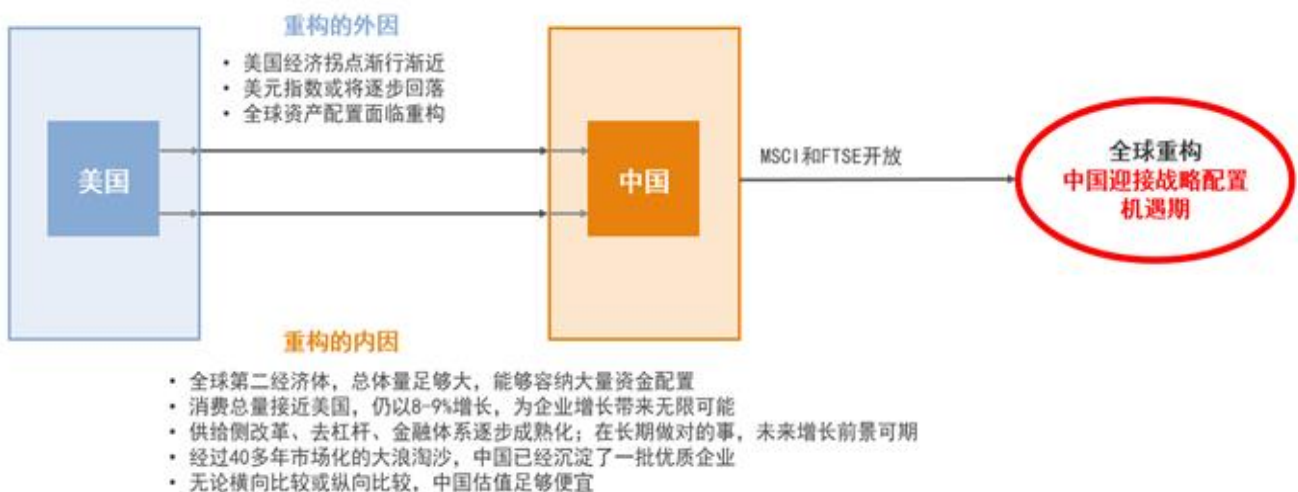 重构的外因
• 美国经济拐点渐行渐近
• 美元指数或将逐步回落
• 全球资产配置面临重构
美国
中国
MSCI和FTSE开放
全球重构
中国迎接战略配置
机遇期
重构的内因
• 全球第二经济体，总体量足够大，能够容纳大量资金配置
• 消费总量接近美国，仍以8-9%增长，为企业增长带来无限可能
• 供给侧改革、去杠杆、金融体系逐步成熟化；在长期做对的事，未来增长前景可期
• 经过40多年市场化的大浪淘沙，中国已经沉淀了一批优质企业
• 无论横向比较或纵向比较，中国估值足够便宜